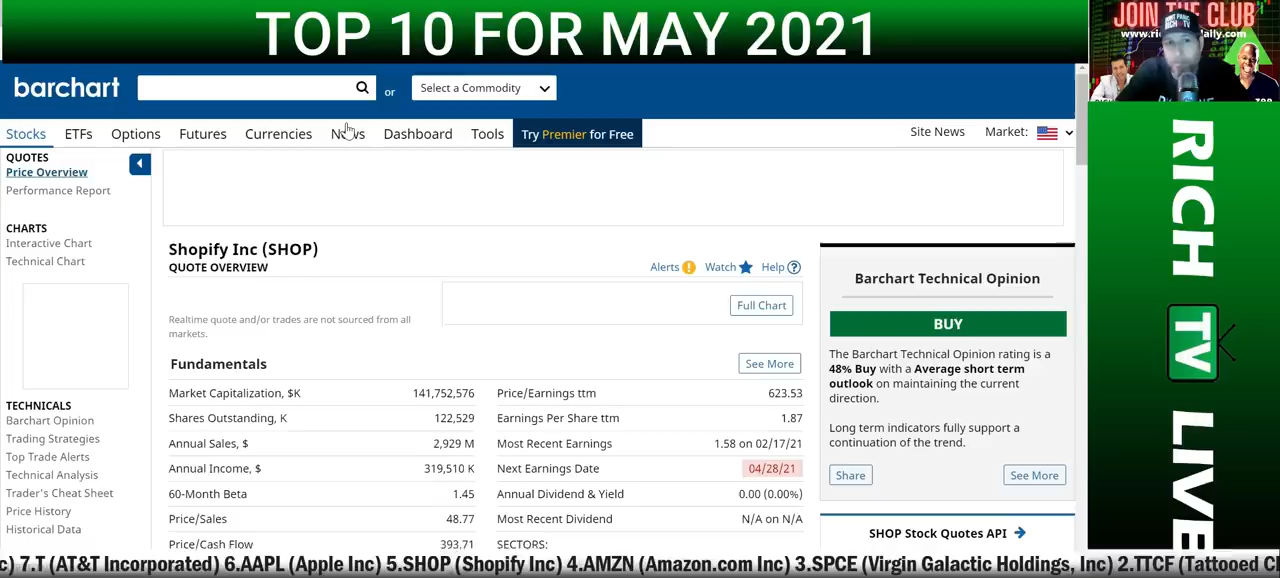 TOP 10 FOR MAY 2021
JOIN THE CLUB
barchart
or
Select a Commodity
Stocks ETFs Options Futures Currencies News Dashboard Tools Try Premier for Free Site News Market:
QUOTES
Price Overview
Performance Report
CHARTS
Interactive Chart
Technical Chart
TECHNICALS
Barchart Opinion
Trading Strategies
Top Trade Alerts
Technical Analysis
Trader's Cheat Sheet
Price History
Historical Data
Shopify Inc (SHOP)
QUOTE OVERVIEW
Alerts Watch Help
Full Chart
Realtime quote and/or trades are not sourced from all
markets.
Fundamentals See More
Market Capitalization, $K 141,752,576 Price/Earnings ttm 623.53
Shares Outstanding, K 122,529 Earnings Per Share ttm 1.87
Annual Sales, $ 2,929 M Most Recent Earnings 1.58 on 02/17/21
Annual Income, $ 319,510 K Next Earnings Date 04/28/21
60-Month Beta 1.45 Annual Dividend & Yield 0.00 (0.00%)
Price/Sales 48.77 Most Recent Dividend N/A on N/A
Price/Cash Flow 393.71 SECTORS:
Barchart Technical Opinion
BUY
The Barchart Technical Opinion rating is a
48% Buy with a Average short term
outlook on maintaining the current
direction.
Long term indicators fully support a
continuation of the trend.
Share See More
SHOP Stock Quotes API
RICH
TV
LIVE
c) 7.T (AT&T Incorporated) 6.AAPL (Apple Inc) 5.SHOP (Shopify Inc) 4.AMZN (Amazon.com Inc) 3.SPCE (Virgin Galactic Holdings, Inc) 2.TTCF (Tattooed C